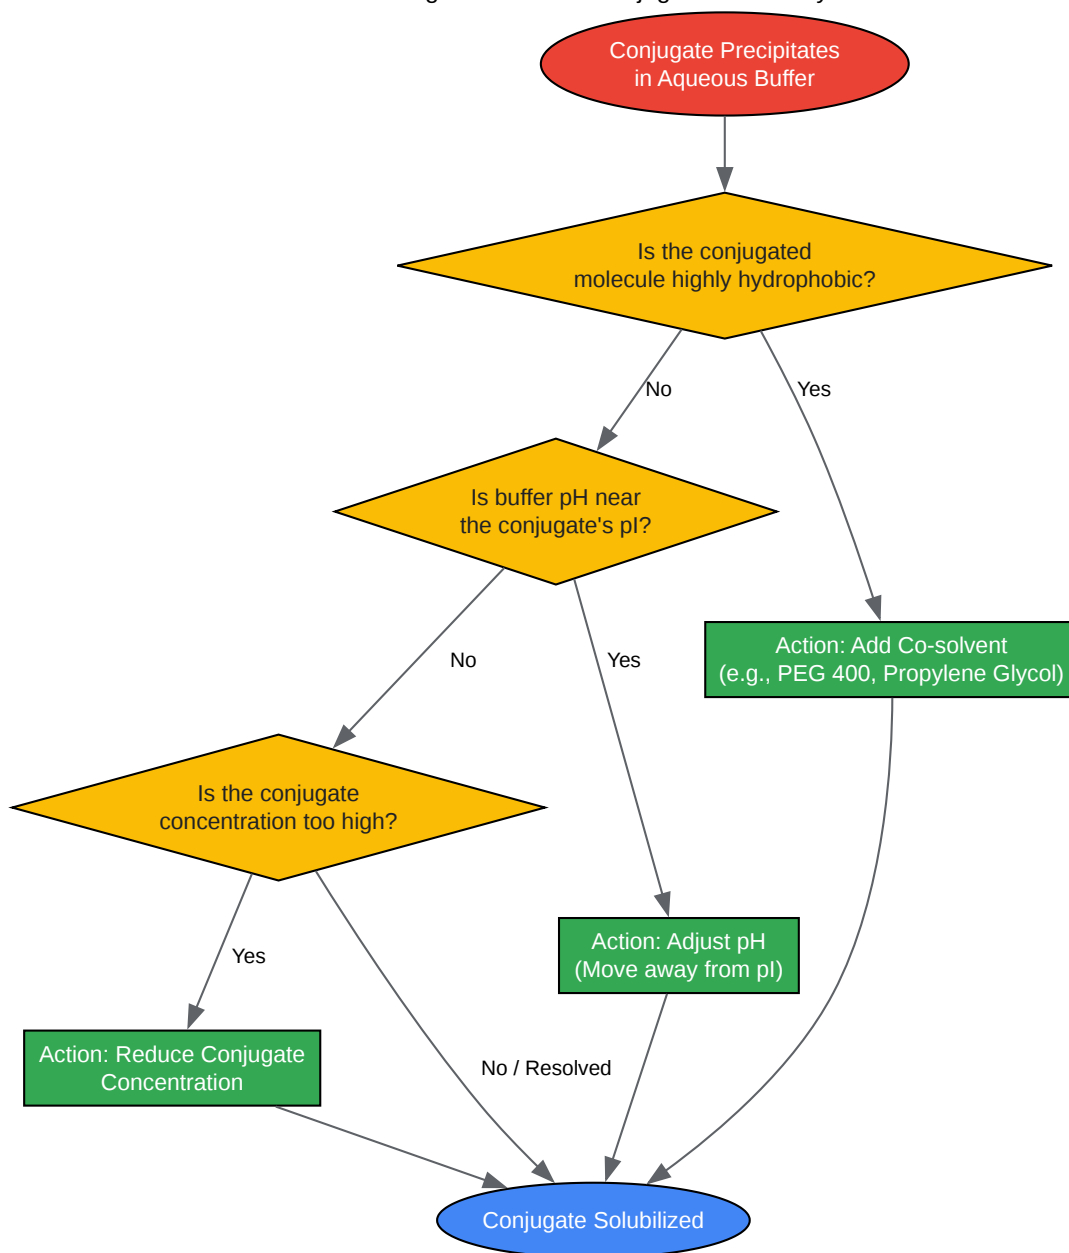 Conjugate Precipitates
in Aqueous Buffer
Is the conjugated
molecule highly hydrophobic?
No
Yes
Is buffer pH near
the conjugate's pI?
No
Yes
Action: Add Co-solvent
(e.g., PEG 400, Propylene Glycol)
Is the conjugate
concentration too high?
Yes
Action: Adjust pH
(Move away from pI)
Action: Reduce Conjugate
Concentration
No / Resolved
Conjugate Solubilized